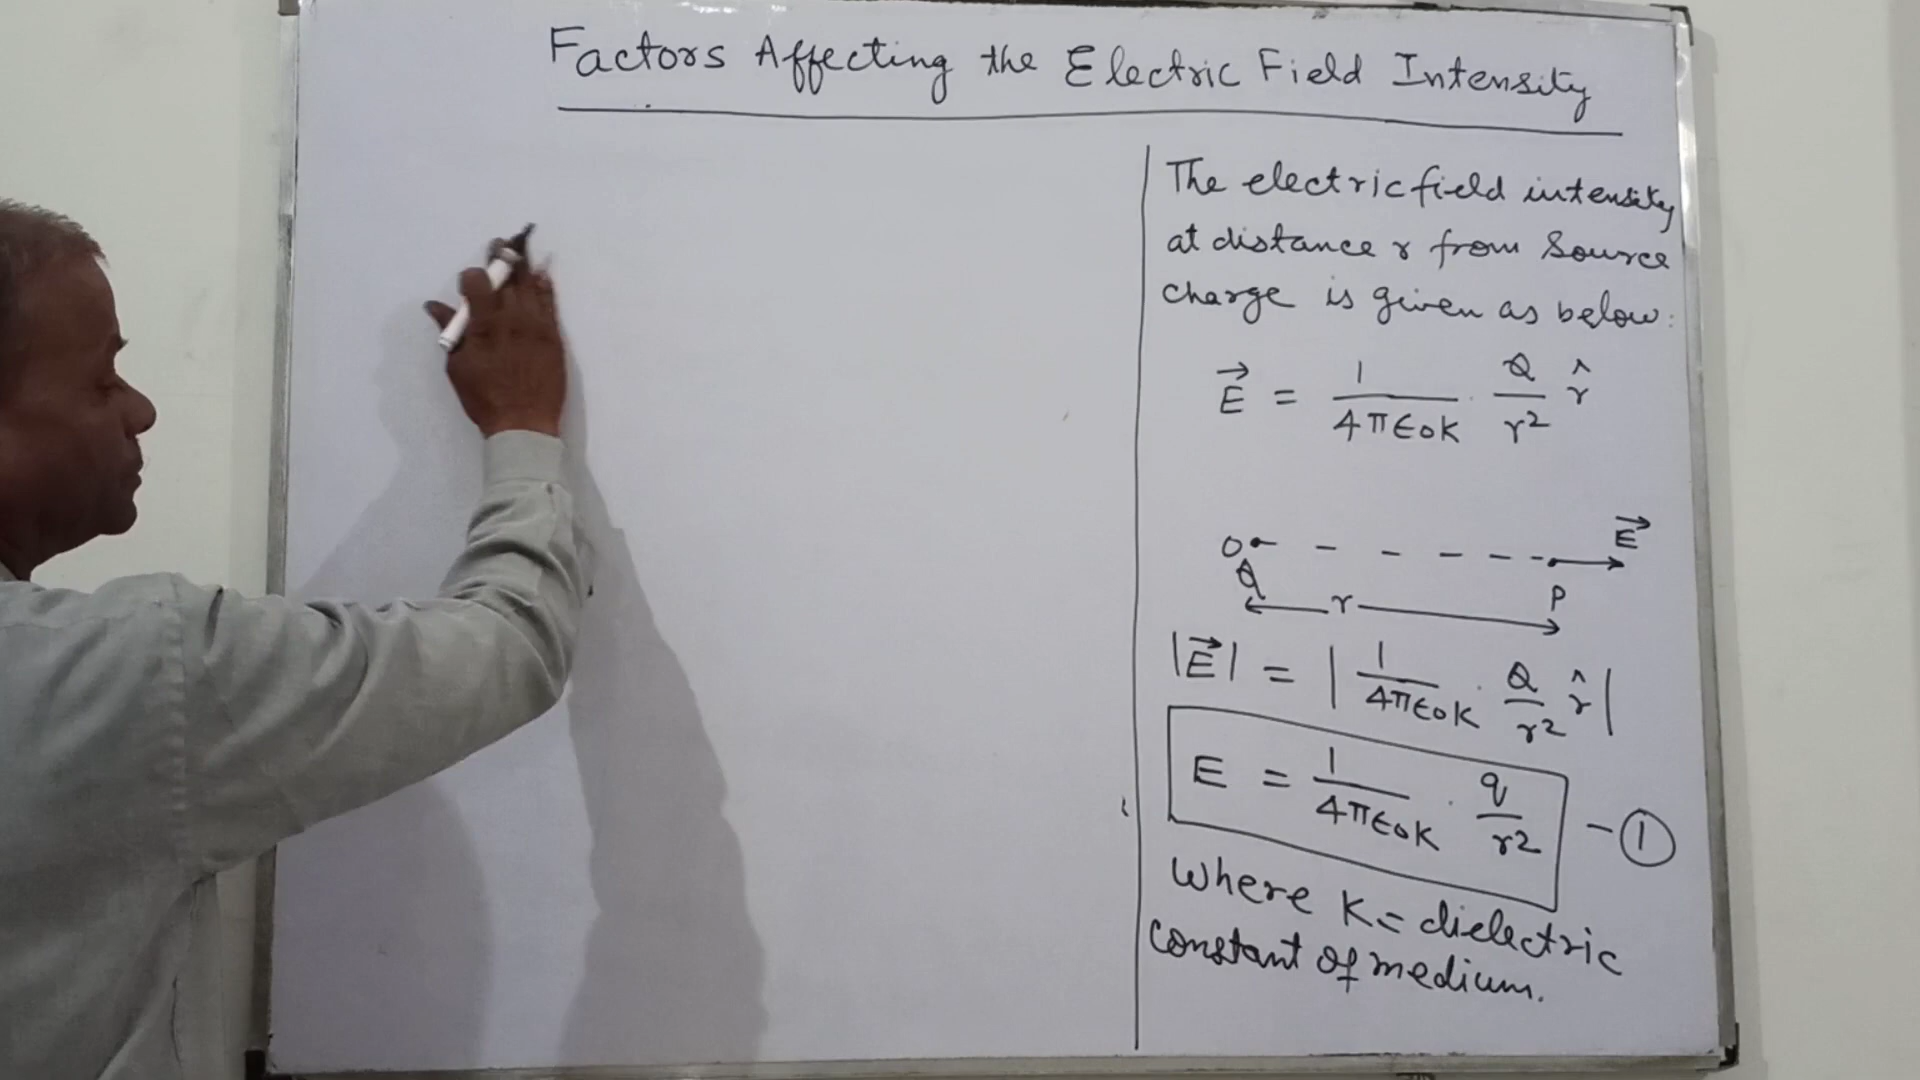 Factors Affecting the Electric Field Intensity
The electric field intensity
at distance r from Source
charge is given as below:
→E = 1/4πϵ0K · Q/r² r̂
O
→E
Q
P
r
|→E| = |1/4πϵ0K · Q/r² r̂|
E = 1/4πϵ0K · q/r² – ①
Where K = dielectric
constant of medium.